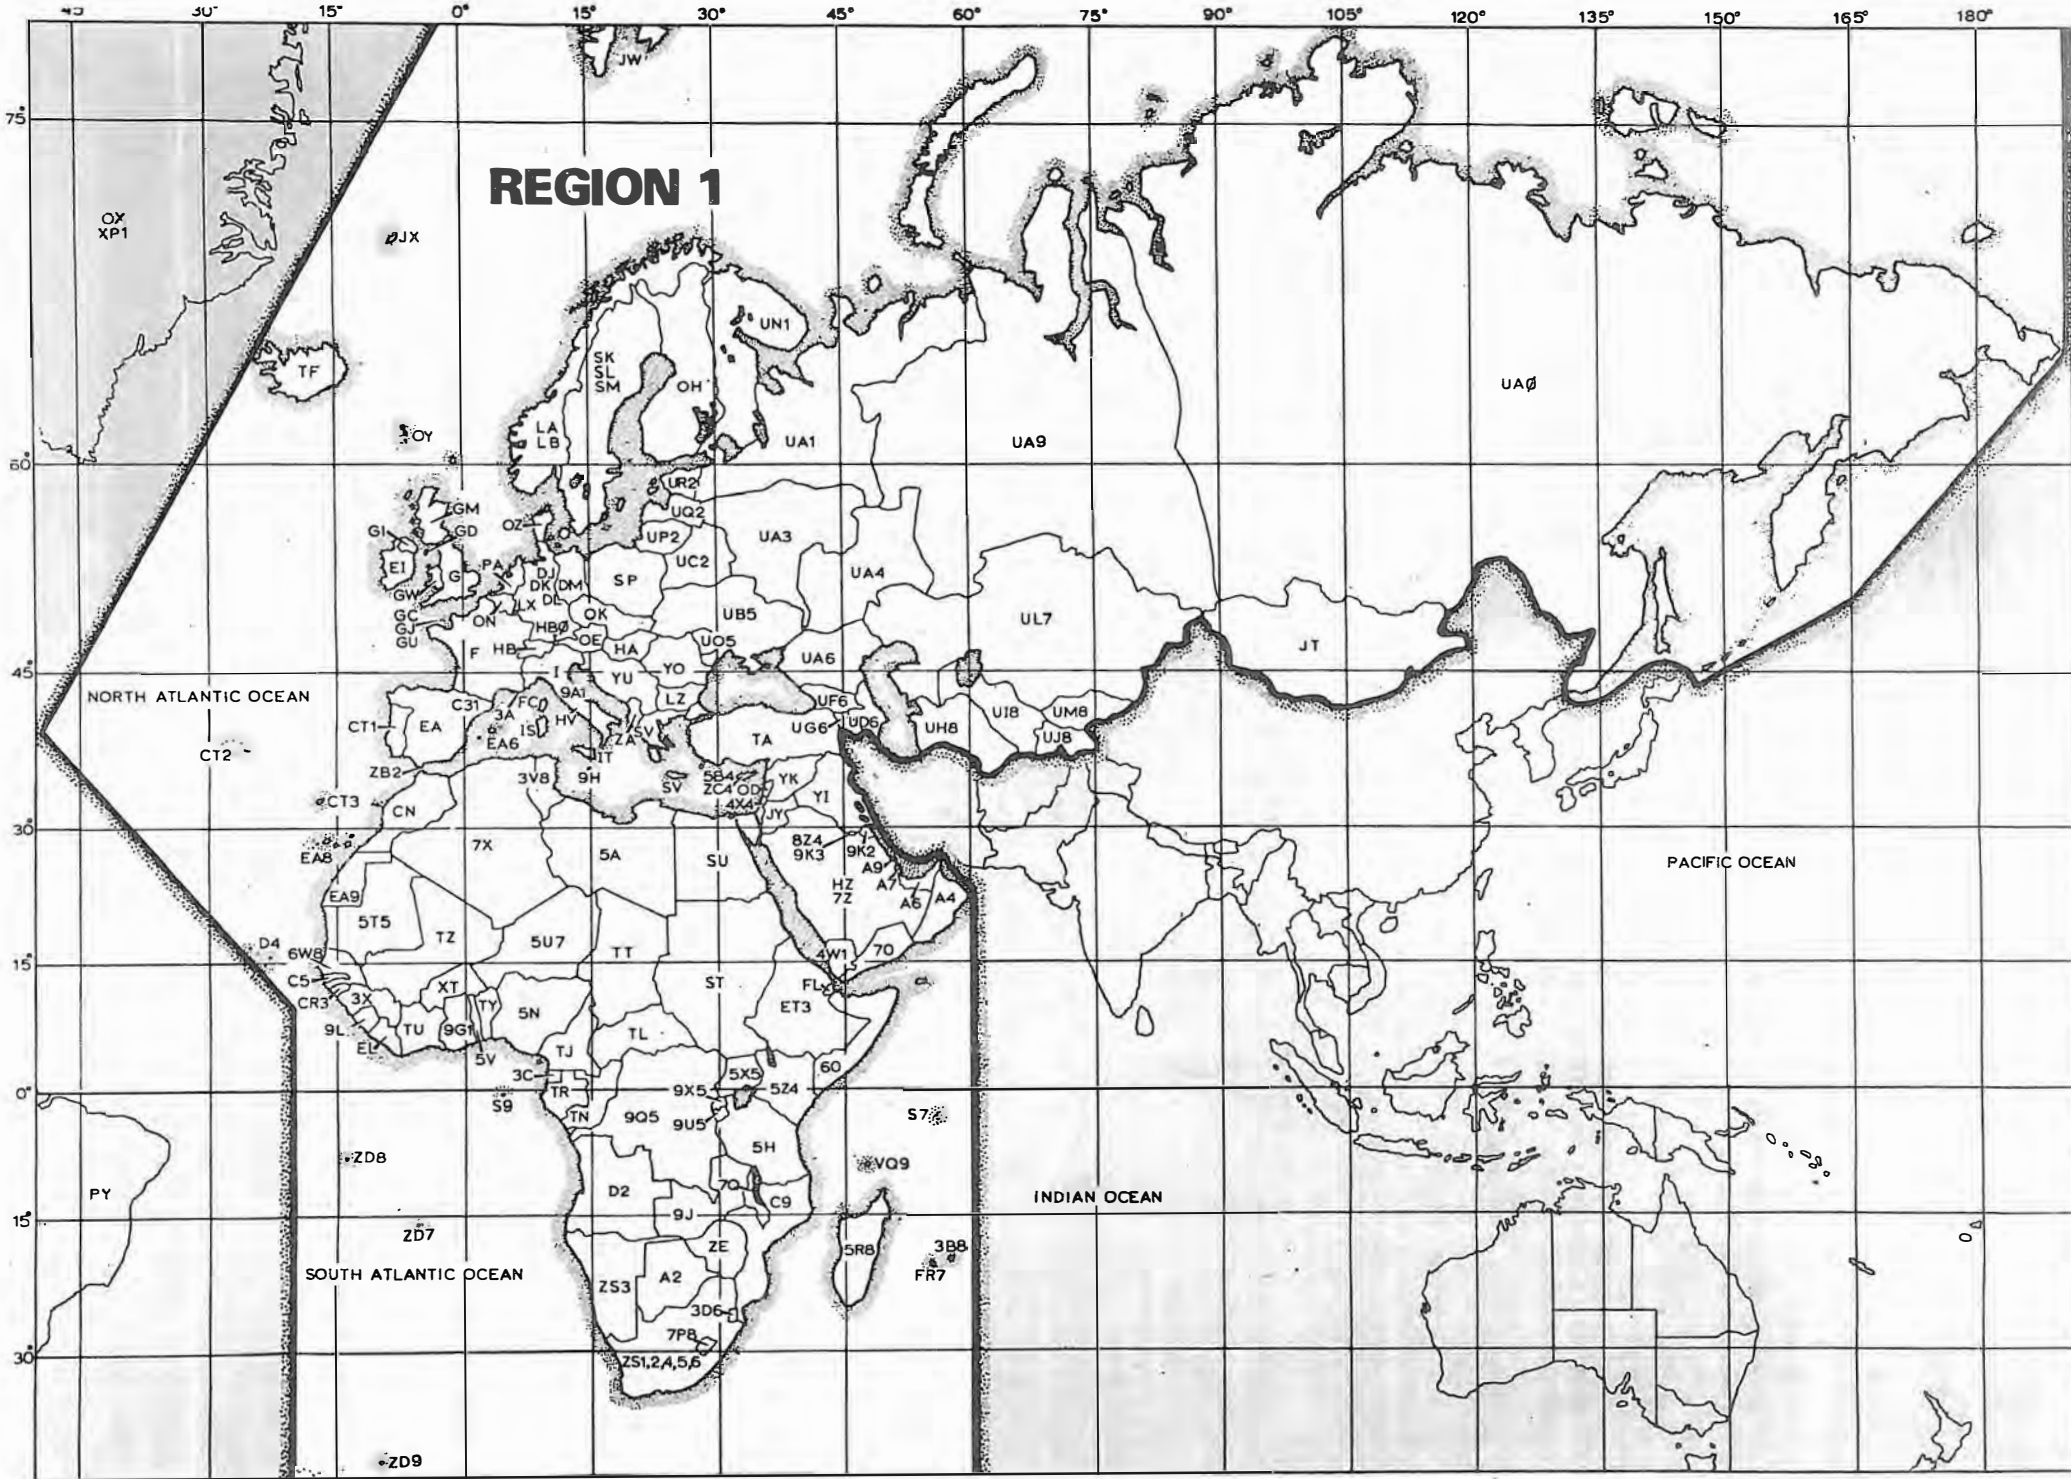 45° 30° 15° 0° 15° 30° 45° 60° 75° 90° 105° 120° 135° 150° 165° 180°
JW
75°
REGION 1
OX
XP1
JX
UN1
TF
SK
SL
SM
OH
UAØ
OY
LA
LB
UA1
UA9
60°
UR2
GM
UQ2
OZ
O
GI
GD
UP2
UA3
EI
G
PA
DJ
DK
DM
SP
UC2
UA4
GW
LX
DL
GC
ON
OK
UB5
UL7
GJ
HBØ
GU
F
HB
OE
HA
UO5
JT
45°
I
YU
YO
UA6
NORTH ATLANTIC OCEAN
9A1
LZ
UF6
C31
3A
FC
UI8
UM8
CT1
EA
IS
HV
ZA
SV
UG6
UD6
UH8
UJ8
CT2
EA6
IT
TA
ZB2
3V8
9H
SV
5B4
ZC4
OD
YK
CT3
CN
4X4
YI
JY
30°
EA8
7X
5A
SU
8Z4
9K3
9K2
PACIFIC OCEAN
A9
HZ
7Z
A7
EA9
A6
A4
5T5
TZ
5U7
TT
D4
6W8
4W1
70
15°
C5
XT
ST
FL
CR3
3X
TY
5N
ET3
9L
TU
9G1
TL
EL
5V
TJ
3C
5X5
5Z4
60
0°
S9
TR
9X5
TN
9Q5
9U5
S7
5H
ZD8
VQ9
PY
D2
7Q
C9
INDIAN OCEAN
15°
ZD7
9J
ZE
5R8
3B8
SOUTH ATLANTIC OCEAN
ZS3
A2
FR7
3D6
7P8
30°
ZS1,2,4,5,6
ZD9